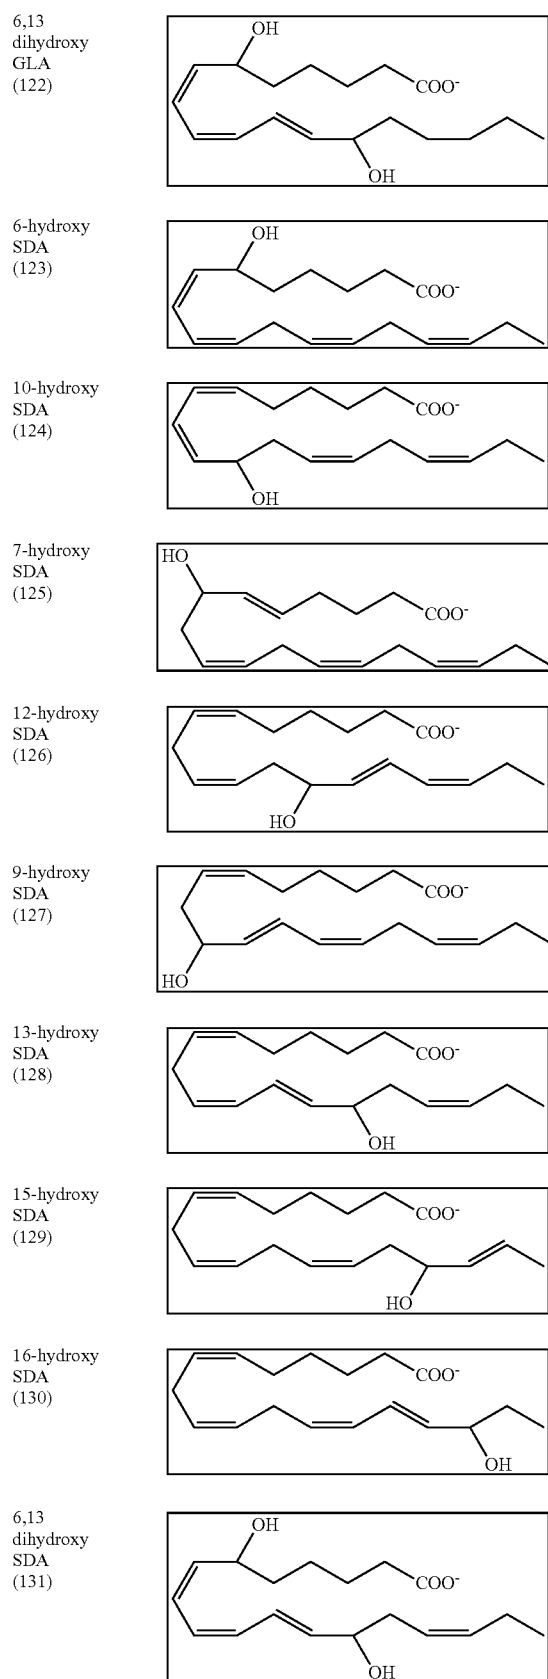 6,13
dihydroxy
GLA
(122)
OH
COO⁻
OH
6-hydroxy
SDA
(123)
OH
COO⁻
10-hydroxy
SDA
(124)
COO⁻
OH
7-hydroxy
SDA
(125)
HO
COO⁻
12-hydroxy
SDA
(126)
COO⁻
HO
9-hydroxy
SDA
(127)
COO⁻
HO
13-hydroxy
SDA
(128)
COO⁻
OH
15-hydroxy
SDA
(129)
COO⁻
HO
16-hydroxy
SDA
(130)
COO⁻
OH
6,13
dihydroxy
SDA
(131)
OH
COO⁻
OH